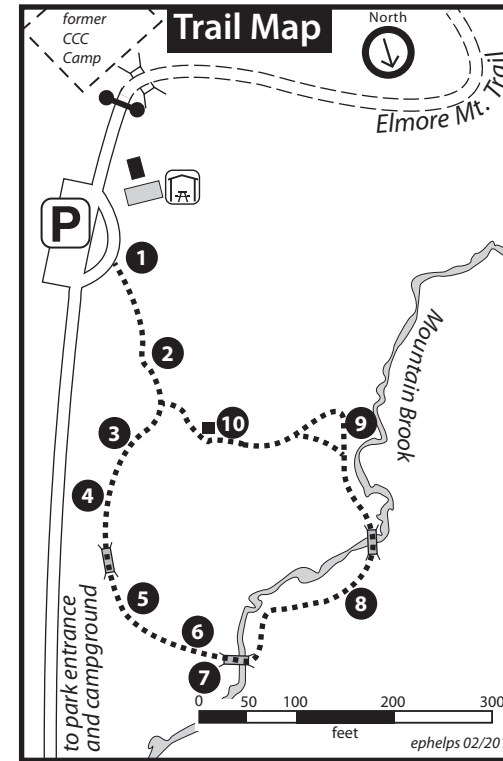 Trail Map
former
CCC
Camp
North
Elmore Mt. Trail
P
1
2
3
10
9
Mountain Brook
4
5
8
6
7
to park entrance
and campground
0 50 100 200 300
feet
ephelps 02/201